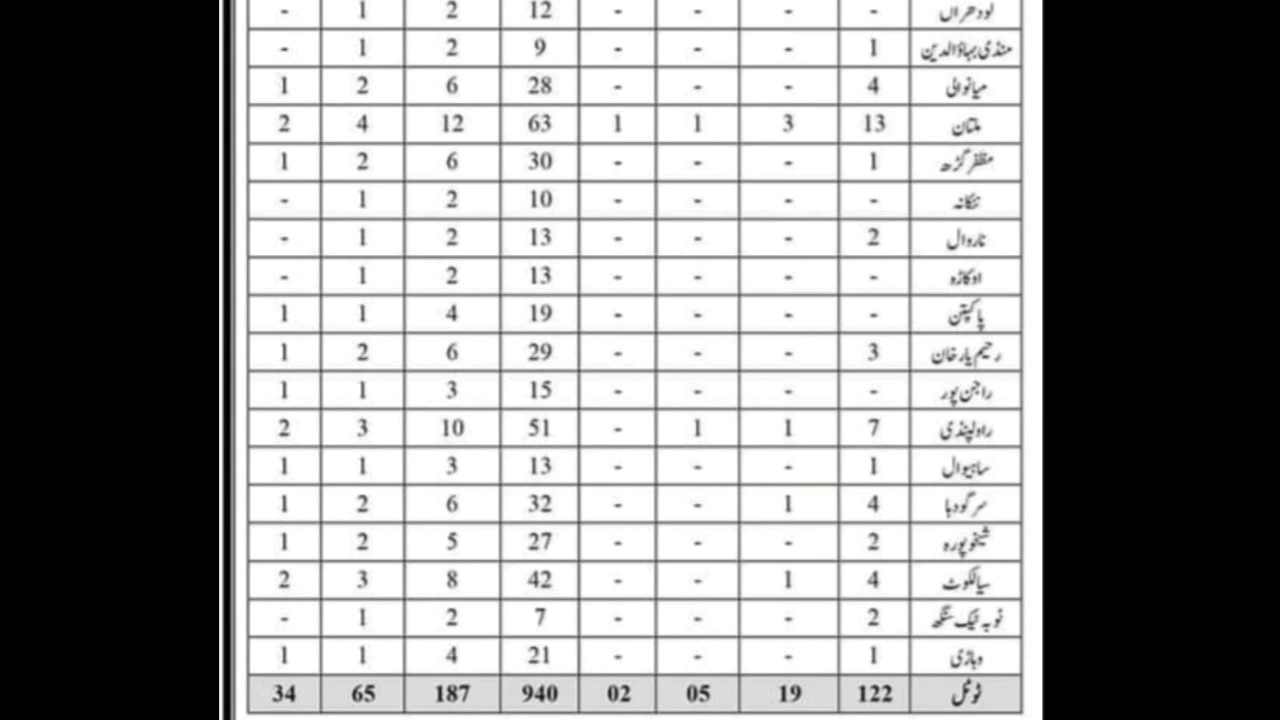 لودھراں - - - - 12 2 1 -
منڈی بہاؤالدین 1 - - - 9 2 1 -
میانوالی 4 - - - 28 6 2 1
ملتان 13 3 1 1 63 12 4 2
مظفر گڑھ 1 - - - 30 6 2 1
ننکانہ - - - - 10 2 1 -
ناروال 2 - - - 13 2 1 -
اوکاڑہ - - - - 13 2 1 -
پاکپتن - - - - 19 4 1 1
رحیم یار خان 3 - - - 29 6 2 1
راجن پور - - - - 15 3 1 1
راولپنڈی 7 1 1 - 51 10 3 2
ساہیوال 1 - - - 13 3 1 1
سرگودہا 4 1 - - 32 6 2 1
شیخوپورہ 2 - - - 27 5 2 1
سیالکوٹ 4 1 - - 42 8 3 2
ٹوبہ ٹیک سنگھ 2 - - - 7 2 1 -
وہاڑی 1 - - - 21 4 1 1
ٹوٹل 122 19 05 02 940 187 65 34